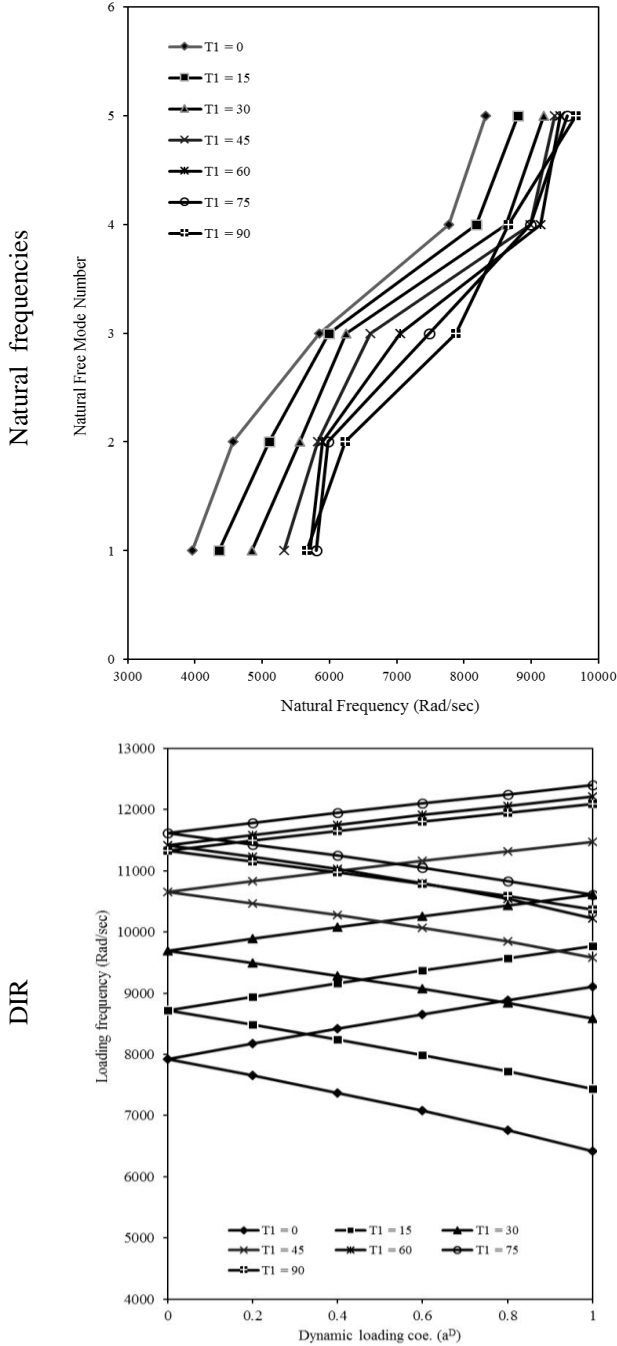 Natural frequencies
Natural Free Mode Number
6
5
4
3
2
1
0
T1 = 0
T1 = 15
T1 = 30
T1 = 45
T1 = 60
T1 = 75
T1 = 90
3000 4000 5000 6000 7000 8000 9000 10000
Natural Frequency (Rad/sec)
DIR
Loading frequency (Rad/sec)
13000
12000
11000
10000
9000
8000
7000
6000
5000
4000
T1 = 0 T1 = 15 T1 = 30
T1 = 45 T1 = 60 T1 = 75
T1 = 90
0 0.2 0.4 0.6 0.8 1
Dynamic loading coe. (aᴰ)